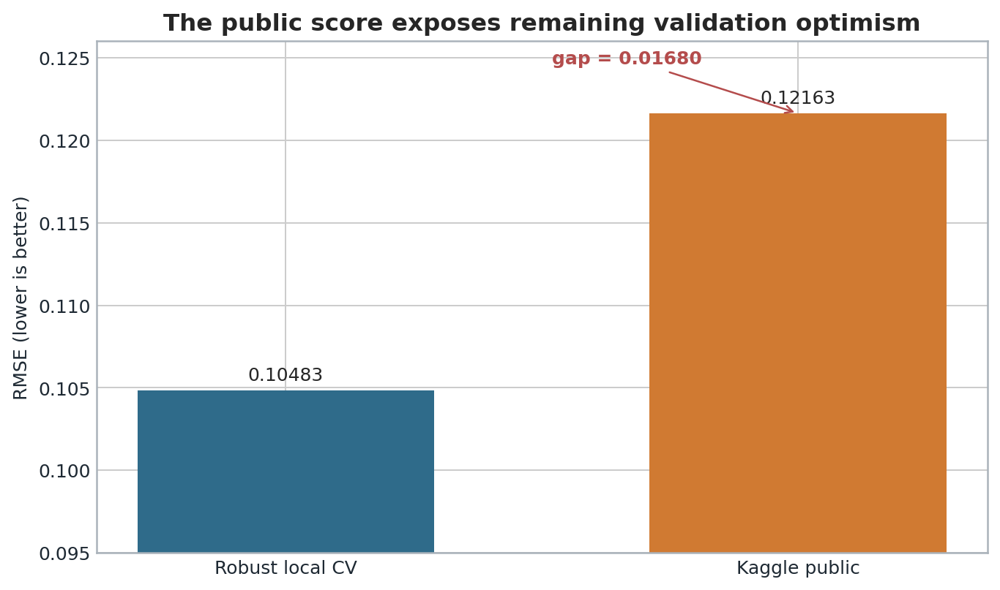 The public score exposes remaining validation optimism
0.125
gap = 0.01680
0.12163
0.120
0.115
0.110
0.10483
0.105
0.100
0.095
RMSE (lower is better)
Robust local CV
Kaggle public